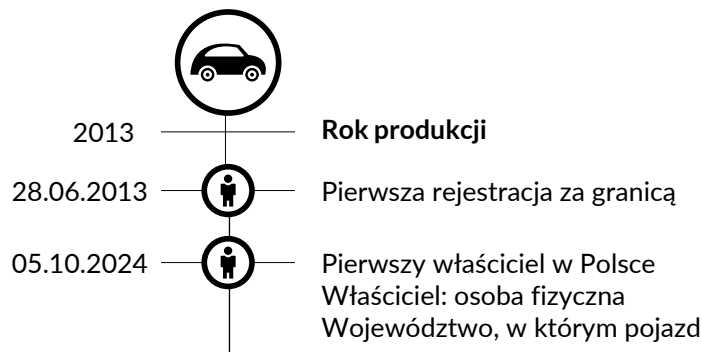 2013 Rok produkcji
28.06.2013 Pierwsza rejestracja za granicą
05.10.2024 Pierwszy właściciel w Polsce
Właściciel: osoba fizyczna
Województwo, w którym pojazd